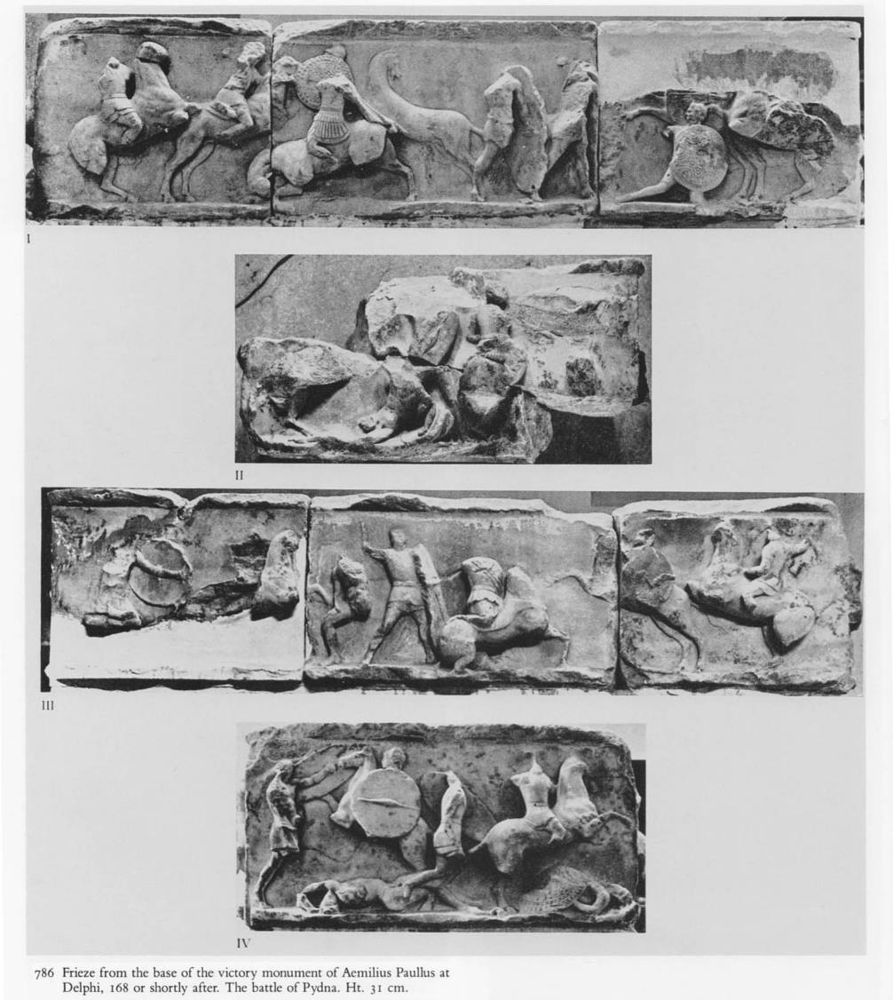 I
II
III
IV
786 Frieze from the base of the victory monument of Aemilius Paullus at
Delphi, 168 or shortly after. The battle of Pydna. Ht. 31 cm.